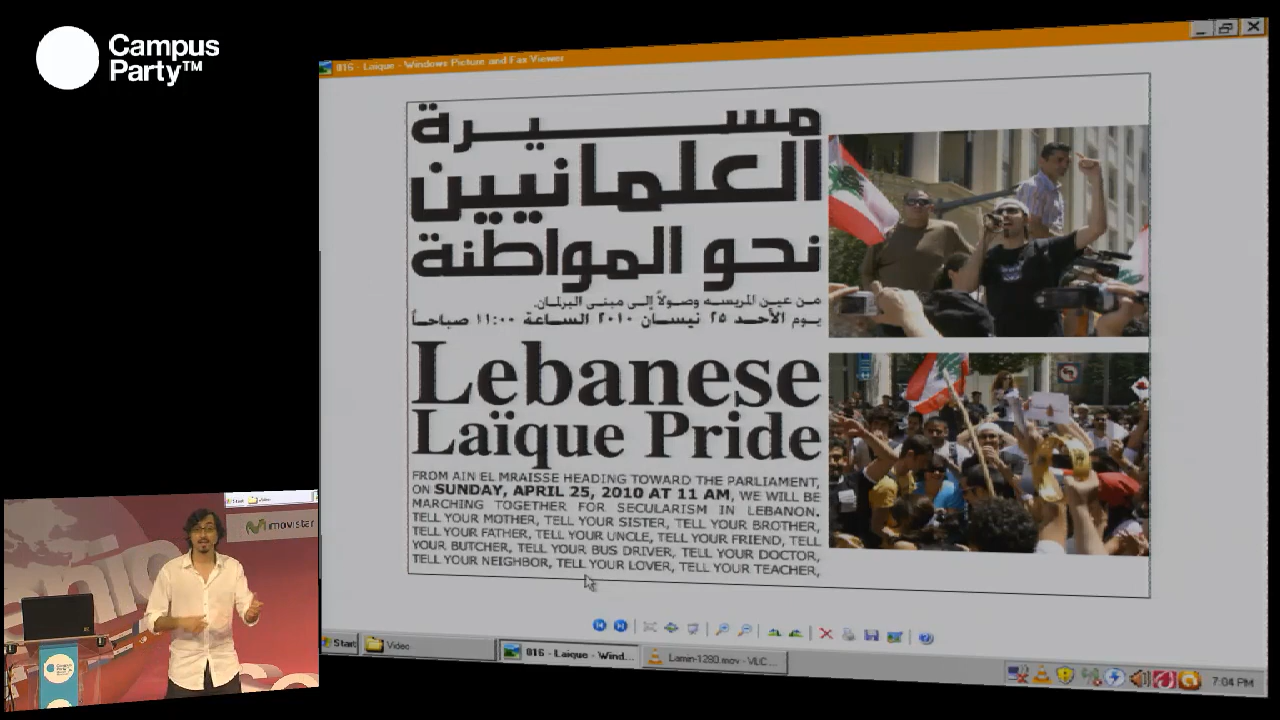 Campus
Party™
016 - Laique - Windows Picture and Fax Viewer
مسيرة
العلمانيين
نحو المواطنة
من عين المريسه وصولاً إلى مبنى البرلمان.
يوم الأحد ٢٥ نيسان ٢٠١٠ الساعة ١١:٠٠ صباحاً
Lebanese
Laïque Pride
FROM AIN EL MRAISSE HEADING TOWARD THE PARLIAMENT,
ON SUNDAY, APRIL 25, 2010 AT 11 AM, WE WILL BE
MARCHING TOGETHER FOR SECULARISM IN LEBANON.
TELL YOUR MOTHER, TELL YOUR SISTER, TELL YOUR BROTHER,
TELL YOUR FATHER, TELL YOUR UNCLE, TELL YOUR FRIEND, TELL
YOUR BUTCHER, TELL YOUR BUS DRIVER, TELL YOUR DOCTOR,
TELL YOUR NEIGHBOR, TELL YOUR LOVER, TELL YOUR TEACHER,
Start
Video
016 - Laique - Wind...
Lamin-1280.mov - VLC ...
7:04 PM
Start
Video
movistar
Campus
Party